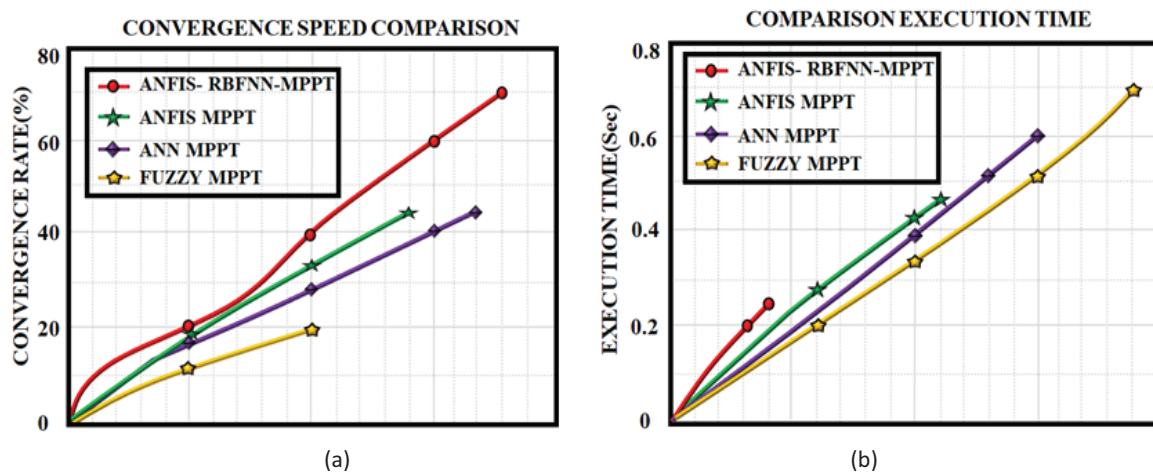 CONVERGENCE SPEED COMPARISON
80
60
40
20
0
CONVERGENCE RATE(%)
ANFIS- RBFNN-MPPT
ANFIS MPPT
ANN MPPT
FUZZY MPPT
(a)
COMPARISON EXECUTION TIME
0.8
0.6
0.4
0.2
0
EXECUTION TIME(Sec)
ANFIS- RBFNN-MPPT
ANFIS MPPT
ANN MPPT
FUZZY MPPT
(b)